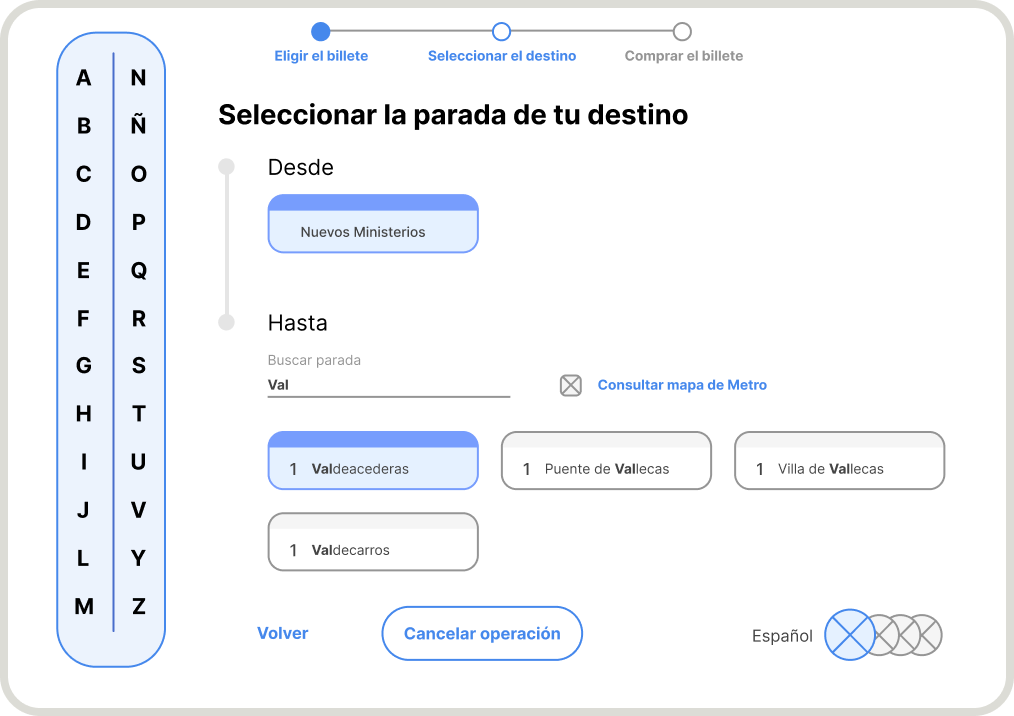 Eligir el billete
Seleccionar el destino
Comprar el billete
A N
B Ñ
C O
D P
E Q
F R
G S
H T
I U
J V
L Y
M Z
Seleccionar la parada de tu destino
Desde
Nuevos Ministerios
Hasta
Buscar parada
Val
Consultar mapa de Metro
1 Valdeacederas
1 Puente de Vallecas
1 Villa de Vallecas
1 Valdecarros
Volver
Cancelar operación
Español